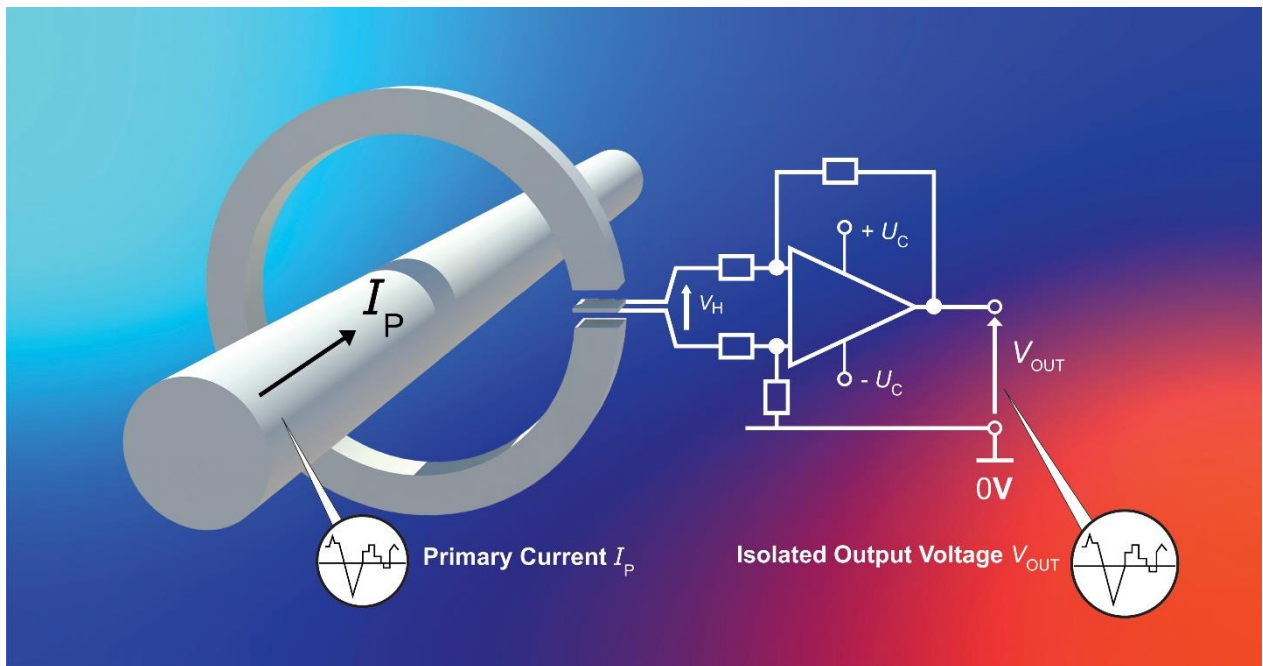 + U_C
I_P
V_H
V_OUT
- U_C
0V
Primary Current I_P
Isolated Output Voltage V_OUT